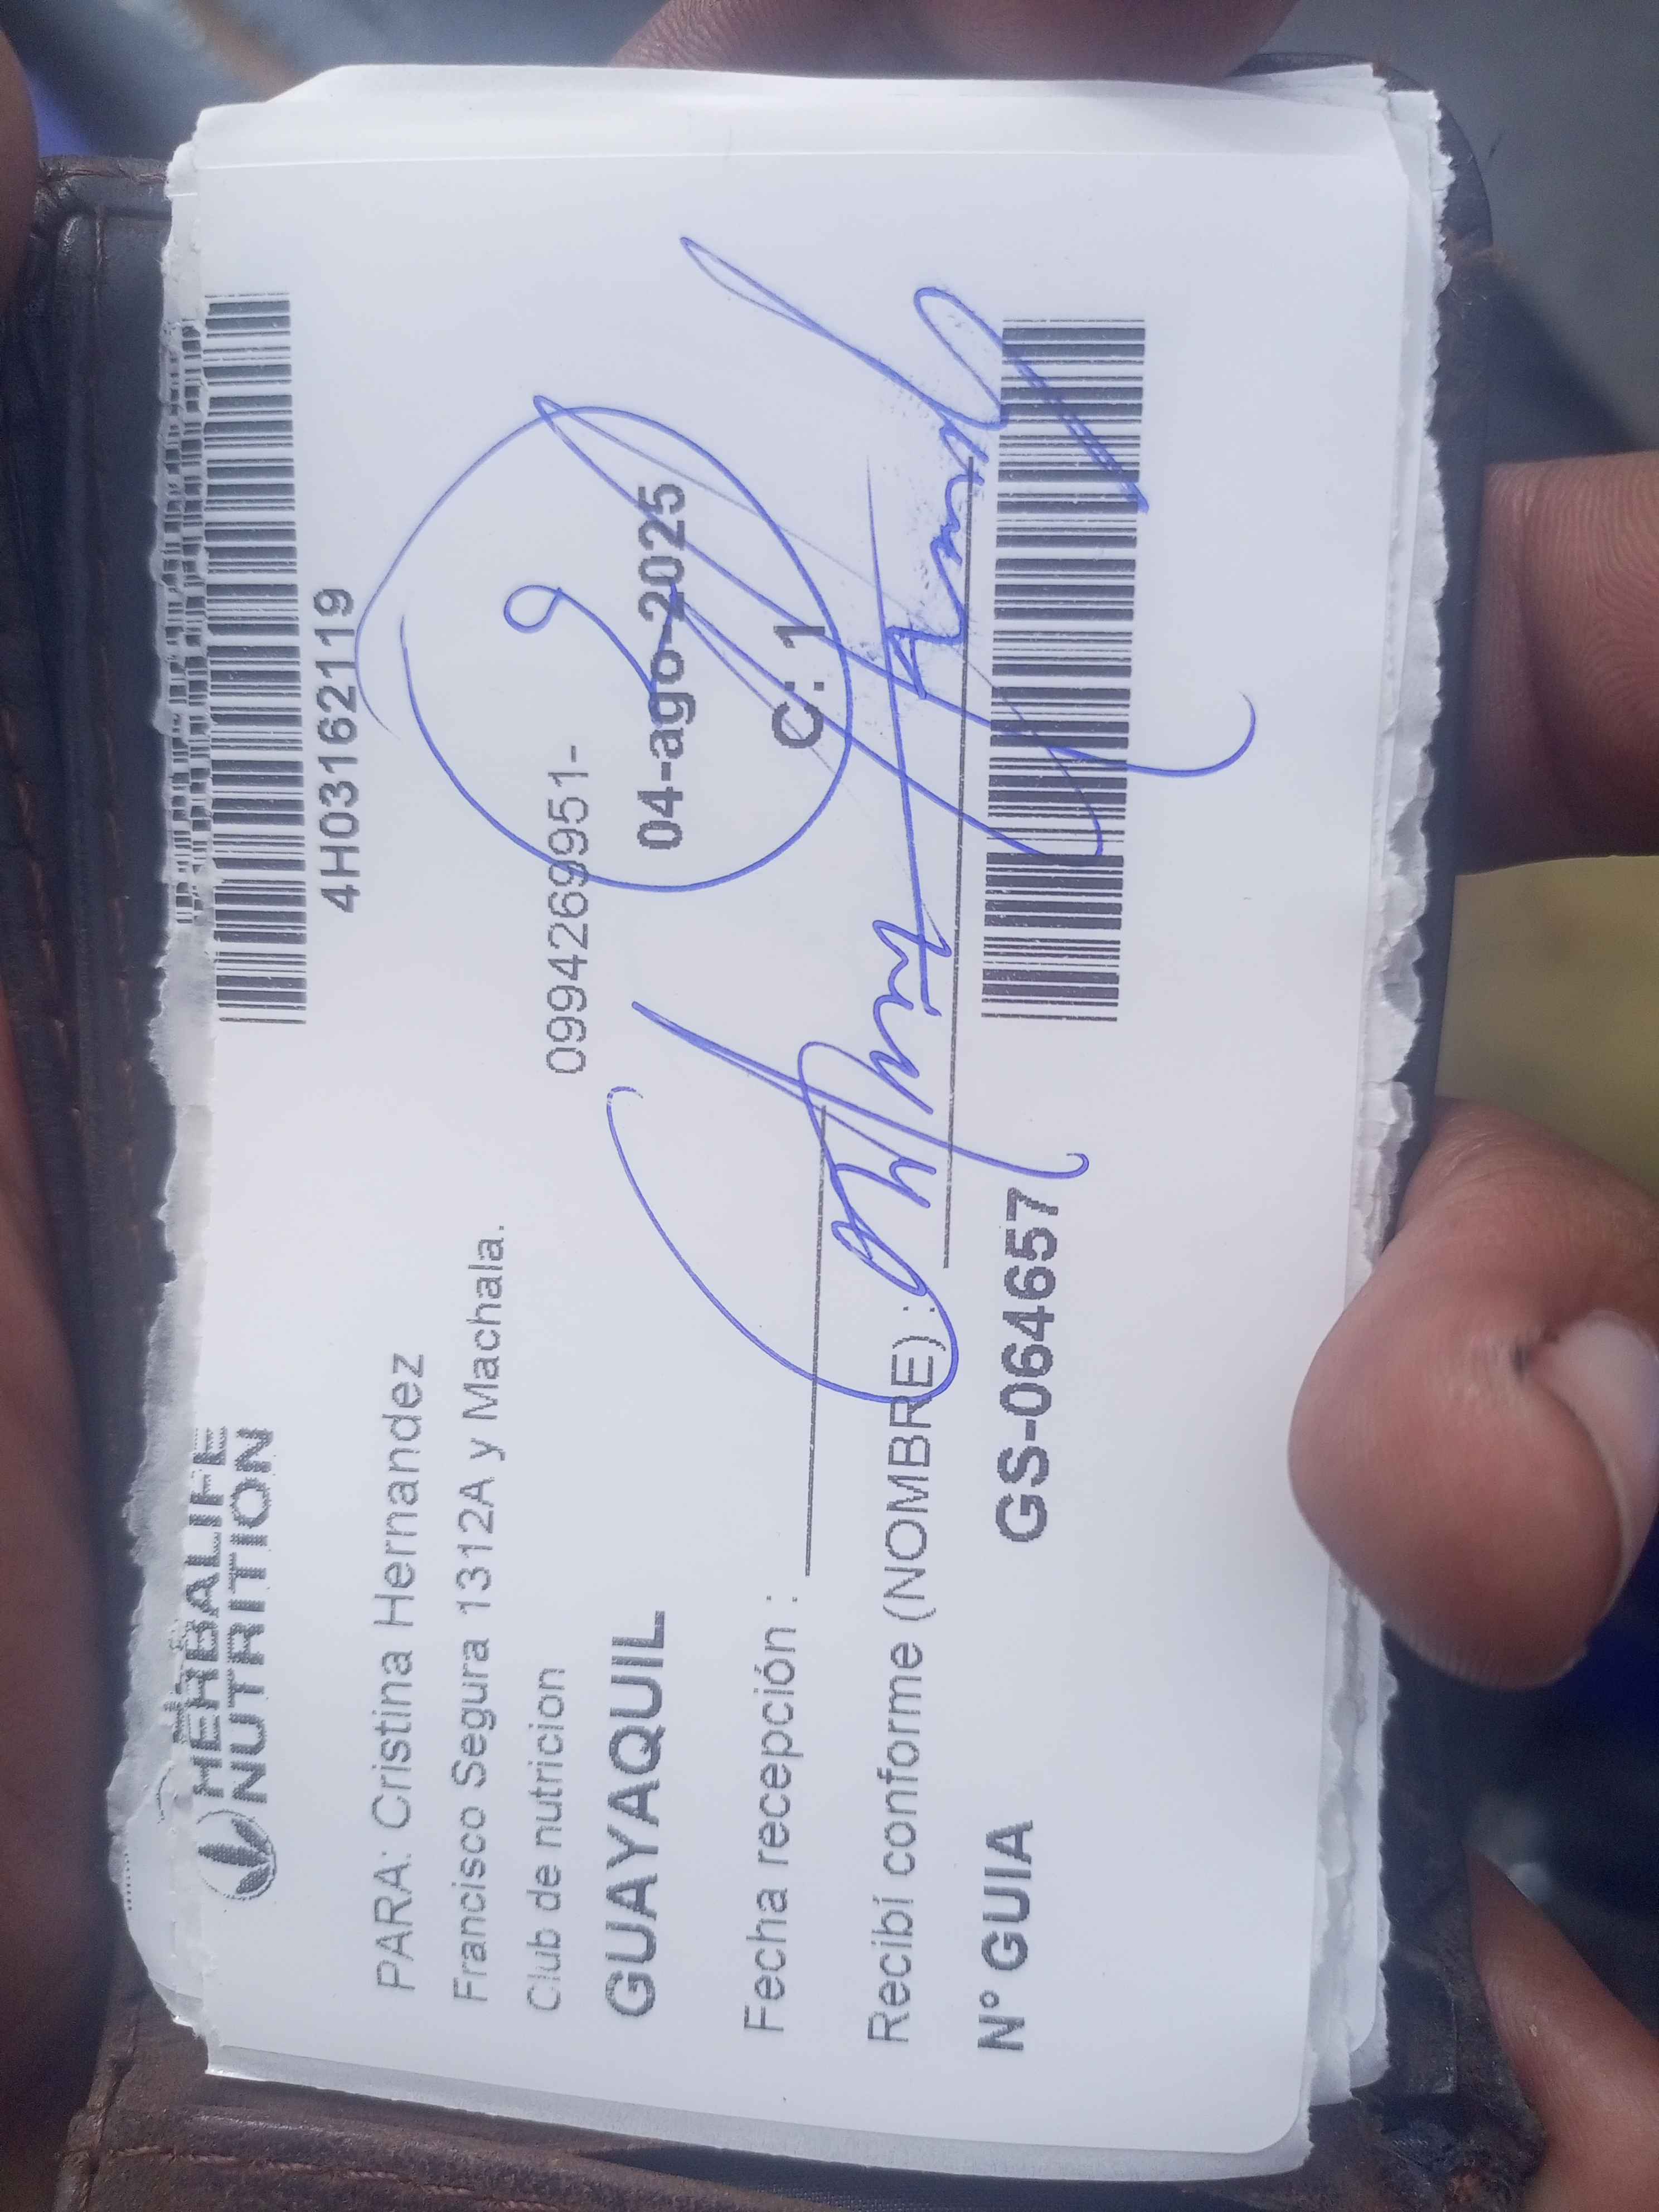 HERBALIFE
NUTRITION
4H03162119
PARA: Cristina Hernandez
Francisco Segura 1312A y Machala.
Club de nutricion
0994269951-
GUAYAQUIL
04-ago-2025
Fecha recepción :
C: 1
Recibí conforme (NOMBRE) :
N° GUIA
GS-064657